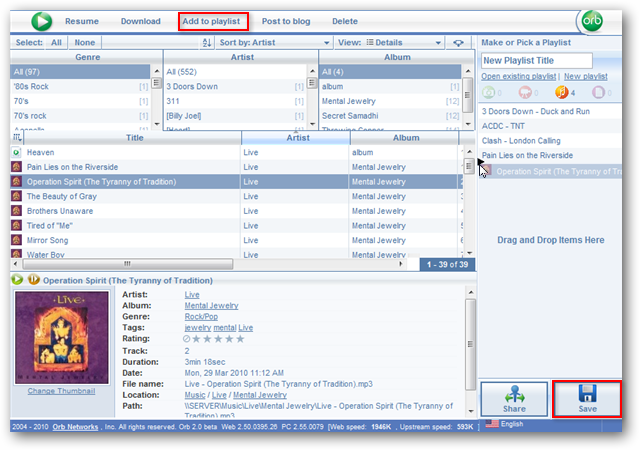 Resume Download Add to playlist Post to blog Delete orb
Select: All None Sort by: Artist View: Details Make or Pick a Playlist
Genre Artist Album New Playlist Title
All (97) All (552) All (4)
'80s Rock [1] 3 Doors Down [1] album [1] Open existing playlist | New playlist
70's [1] 311 [1] Mental Jewelry [12] 0 0 4 0
70's rock [1] [Billy Joel] [1] Secret Samadhi [12]
Title Artist Album
Heaven Live album
Pain Lies on the Riverside Live Mental Jewelry
Operation Spirit (The Tyranny of Tradition) Live Mental Jewelry
The Beauty of Gray Live Mental Jewelry
Brothers Unaware Live Mental Jewelry
Tired of "Me" Live Mental Jewelry
Mirror Song Live Mental Jewelry
Water Boy Live Mental Jewelry
1 - 39 of 39
3 Doors Down - Duck and Run
ACDC - TNT
Clash - London Calling
Pain Lies on the Riverside
Operation Spirit (The Tyranny of Tra
Drag and Drop Items Here
Operation Spirit (The Tyranny of Tradition)
LIVE
MENTAL JEWELRY
Change Thumbnail
Artist: Live
Album: Mental Jewelry
Genre: Rock/Pop
Tags: jewelry mental Live
Rating:
Track: 2
Duration: 3min 18sec
Date: Mon, 29 Mar 2010 11:12 AM
File name: Live - Operation Spirit (The Tyranny of Tradition).mp3
Location: Music / Live / Mental Jewelry
Path: \\SERVER\Music\Live\Mental Jewelry\Live - Operation Spirit (The Tyranny of Tradition).mp3
Share Save
2004 - 2010 Orb Networks , Inc. All rights reserved. Orb 2.0 beta Web 2.50.0395.26 PC 2.55.0079 [Web speed: 1946K , Upstream speed: 593K ] English